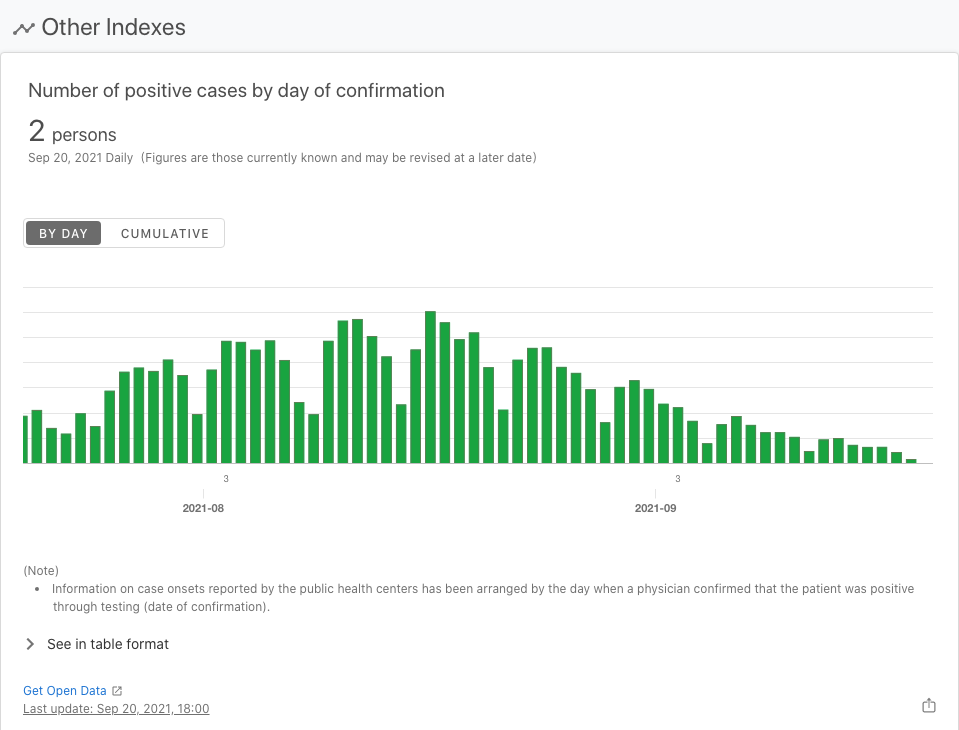 Other Indexes
Number of positive cases by day of confirmation
2 persons
Sep 20, 2021 Daily (Figures are those currently known and may be revised at a later date)
BY DAY CUMULATIVE
3 3
2021-08 2021-09
(Note)
• Information on case onsets reported by the public health centers has been arranged by the day when a physician confirmed that the patient was positive
through testing (date of confirmation).
See in table format
Get Open Data
Last update: Sep 20, 2021, 18:00